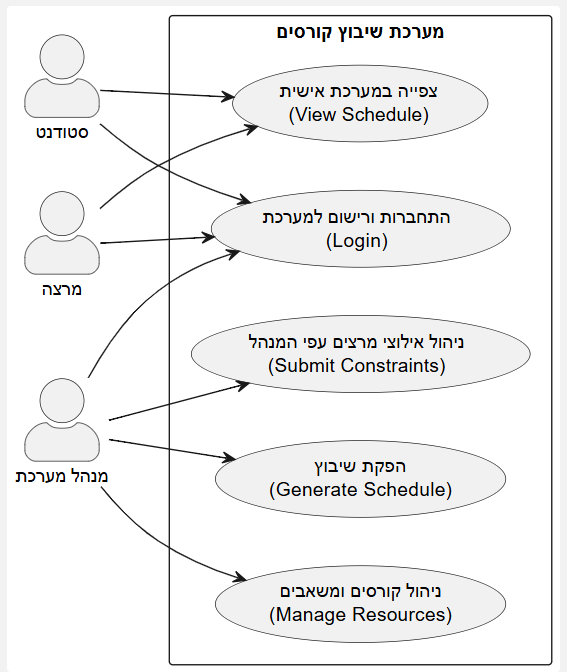 מערכת שיבוץ קורסים
סטודנט
צפייה במערכת אישית
(View Schedule)
מרצה
התחברות ורישום למערכת
(Login)
ניהול אילוצי מרצים עפי המנהל
(Submit Constraints)
מנהל מערכת
הפקת שיבוץ
(Generate Schedule)
ניהול קורסים ומשאבים
(Manage Resources)